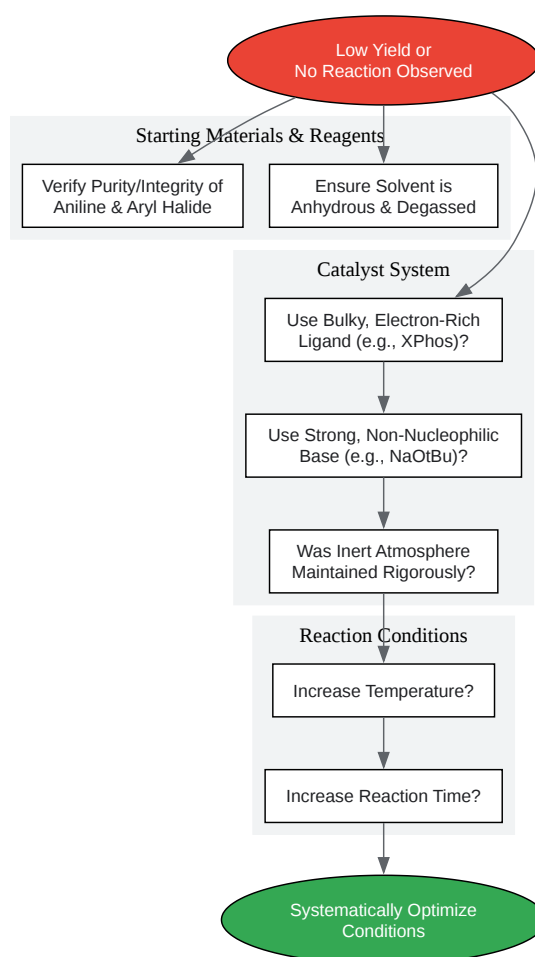 Low Yield or
No Reaction Observed
Starting Materials & Reagents
Verify Purity/Integrity of
Aniline & Aryl Halide
Ensure Solvent is
Anhydrous & Degassed
Catalyst System
Use Bulky, Electron-Rich
Ligand (e.g., XPhos)?
Use Strong, Non-Nucleophilic
Base (e.g., NaOtBu)?
Was Inert Atmosphere
Maintained Rigorously?
Reaction Conditions
Increase Temperature?
Increase Reaction Time?
Systematically Optimize
Conditions